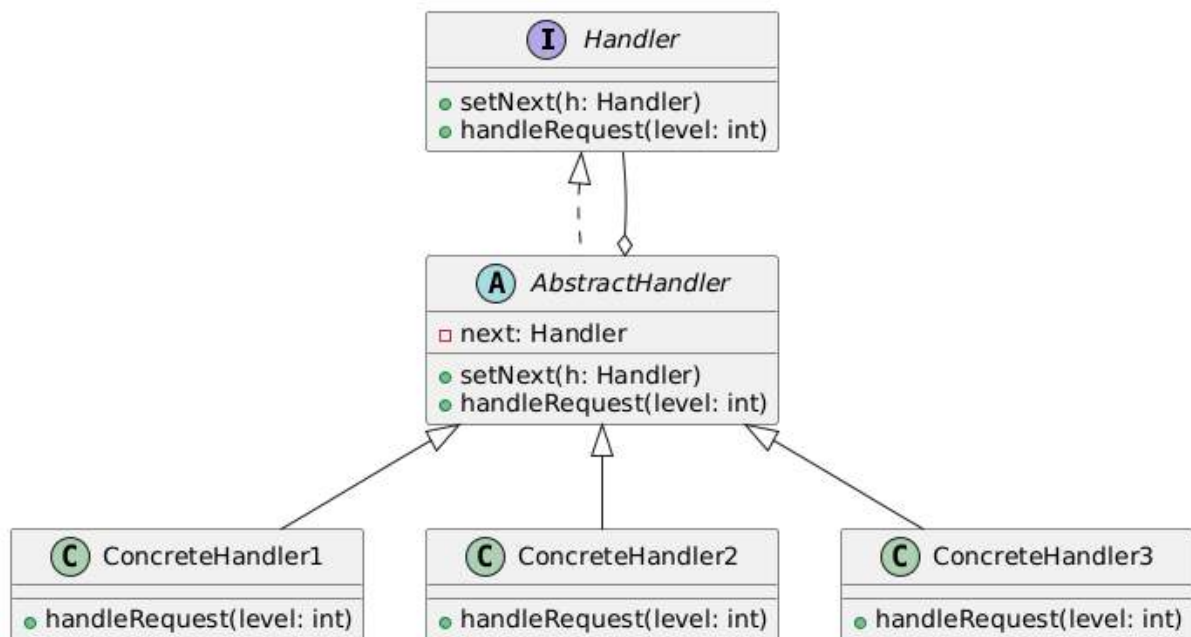 I Handler
setNext(h: Handler)
handleRequest(level: int)
A AbstractHandler
next: Handler
setNext(h: Handler)
handleRequest(level: int)
C ConcreteHandler1
handleRequest(level: int)
C ConcreteHandler2
handleRequest(level: int)
C ConcreteHandler3
handleRequest(level: int)